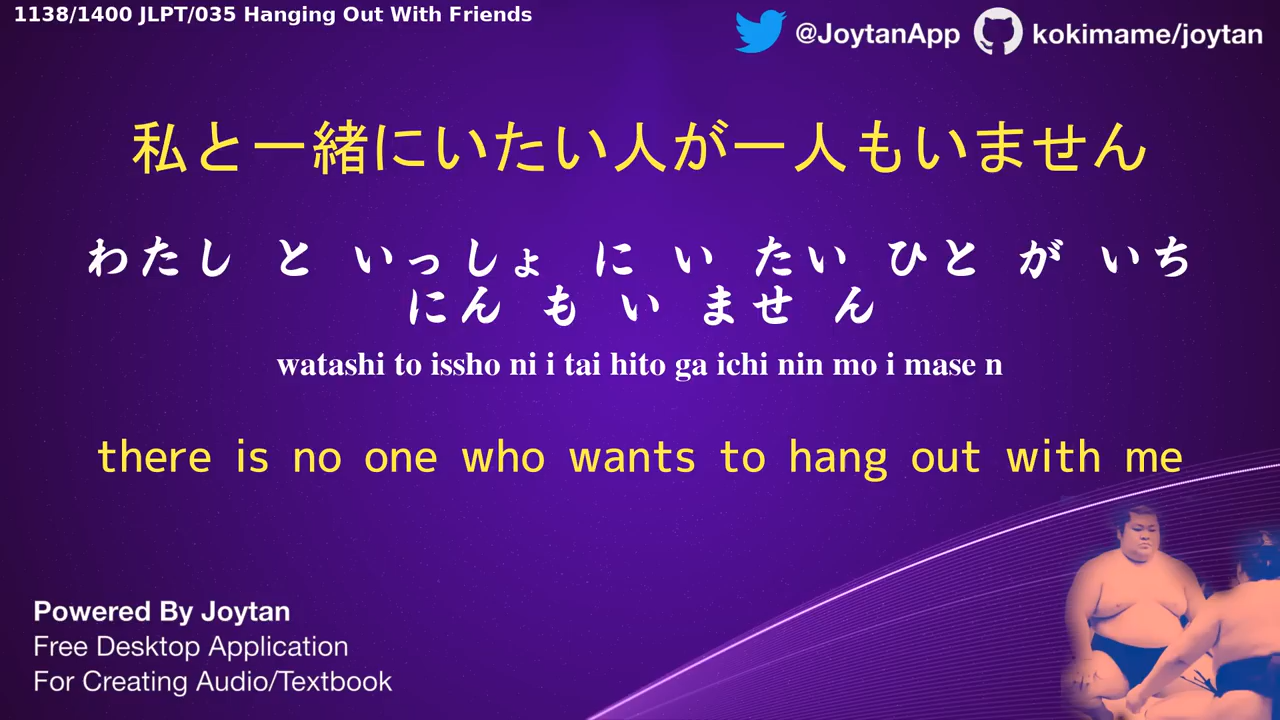 1138/1400 JLPT/035 Hanging Out With Friends
@JoytanApp kokimame/joytan
私と一緒にいたい人が一人もいません
わたし と いっしょ に い たい ひと が いち
にん も い ませ ん
watashi to issho ni i tai hito ga ichi nin mo i mase n
there is no one who wants to hang out with me
Powered By Joytan
Free Desktop Application
For Creating Audio/Textbook